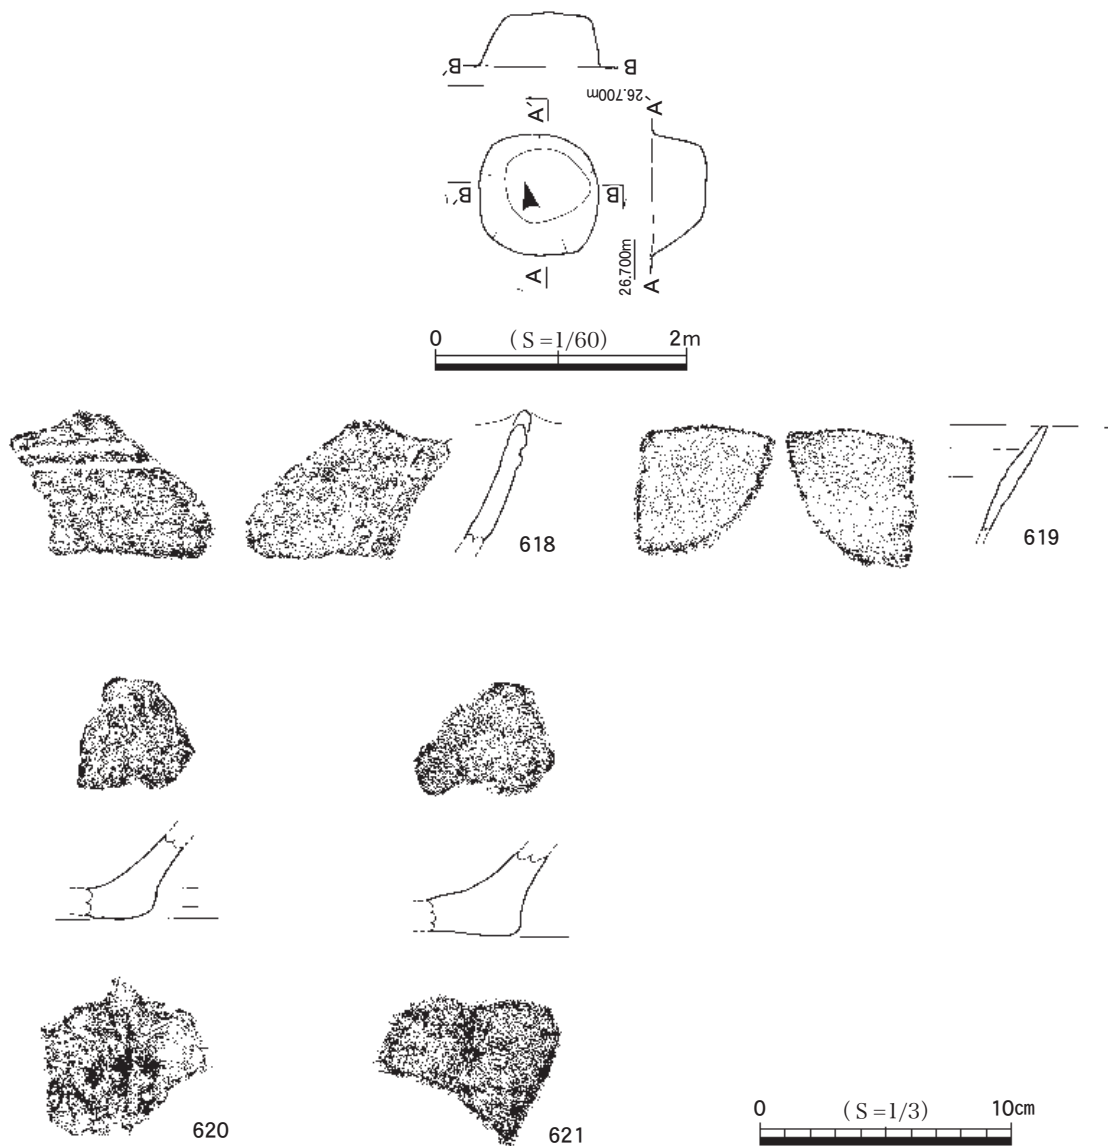 B′ B
26.700m
A′
A′
B′ B
A
26.700m
A
0 (S=1/60) 2m
618
619
620
621
0 (S=1/3) 10cm